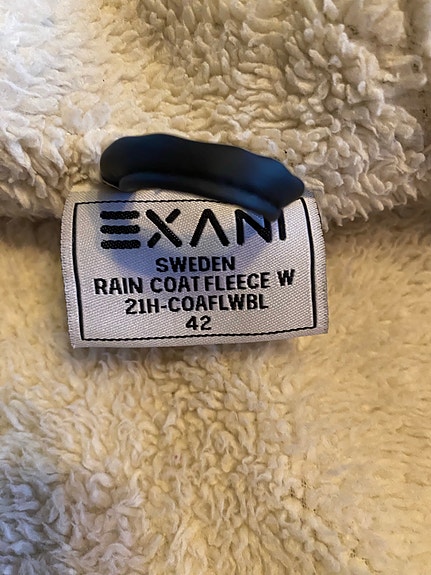 EXANI
SWEDEN
RAIN COAT FLEECE W
21H-COAFLWBL
42